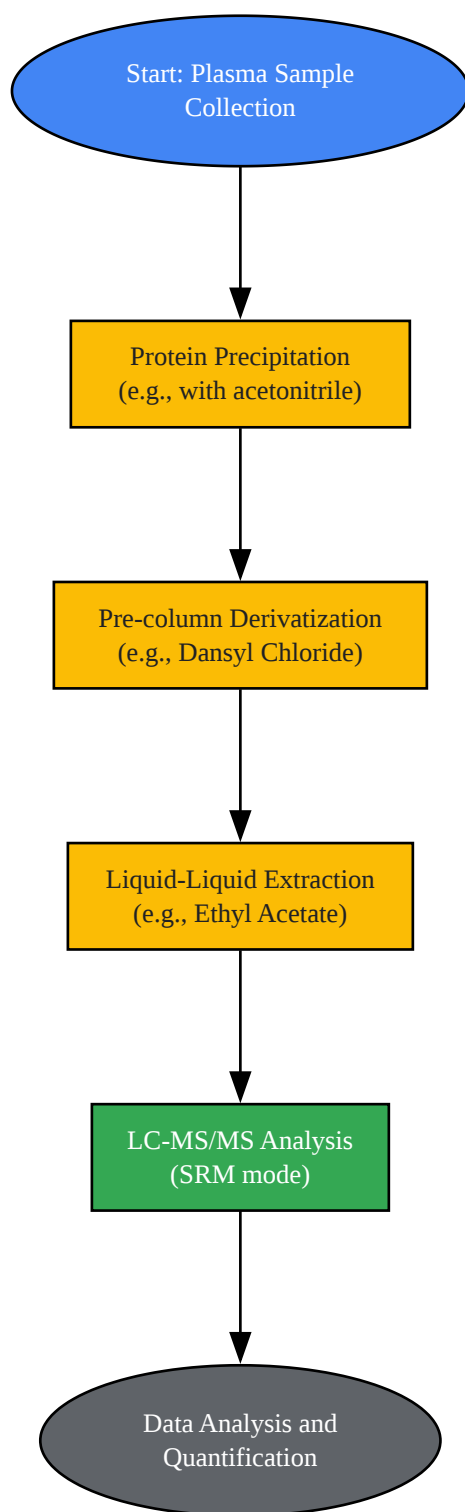 Start: Plasma Sample
Collection
Protein Precipitation
(e.g., with acetonitrile)
Pre-column Derivatization
(e.g., Dansyl Chloride)
Liquid-Liquid Extraction
(e.g., Ethyl Acetate)
LC-MS/MS Analysis
(SRM mode)
Data Analysis and
Quantification